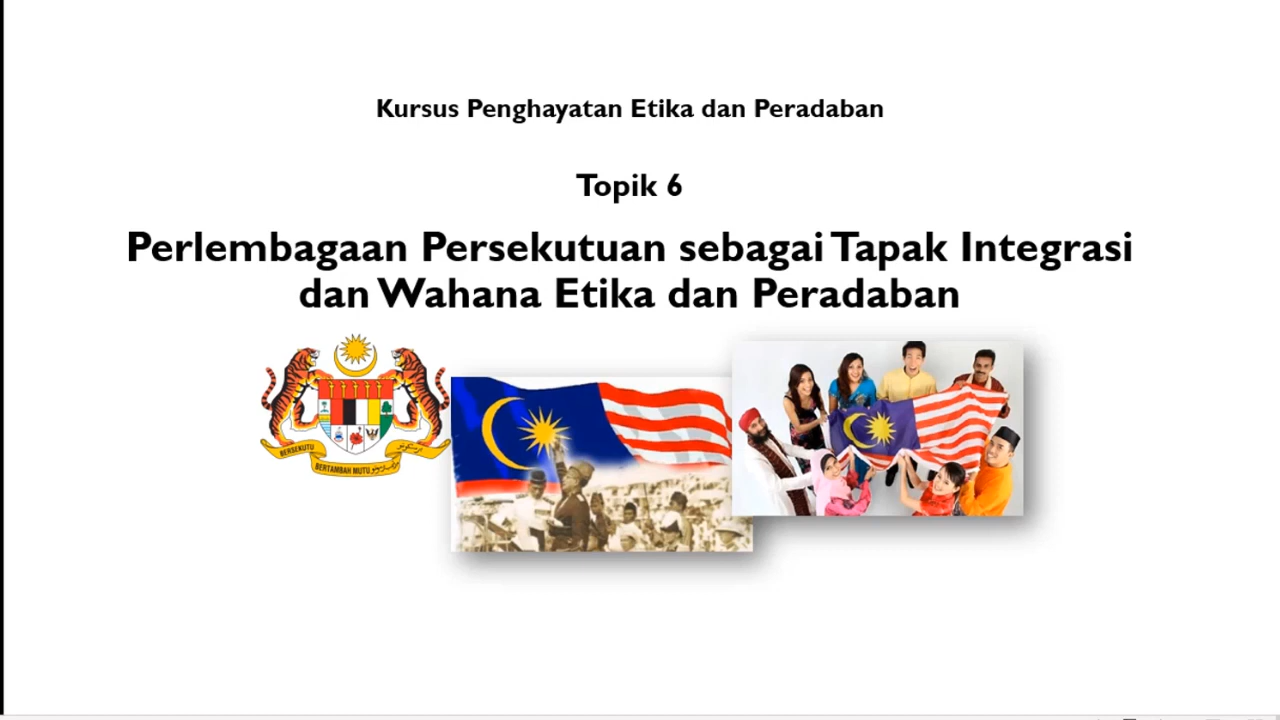 Kursus Penghayatan Etika dan Peradaban
Topik 6
Perlembagaan Persekutuan sebagai Tapak Integrasi
dan Wahana Etika dan Peradaban
BERSEKUTU
BERTAMBAH MUTU